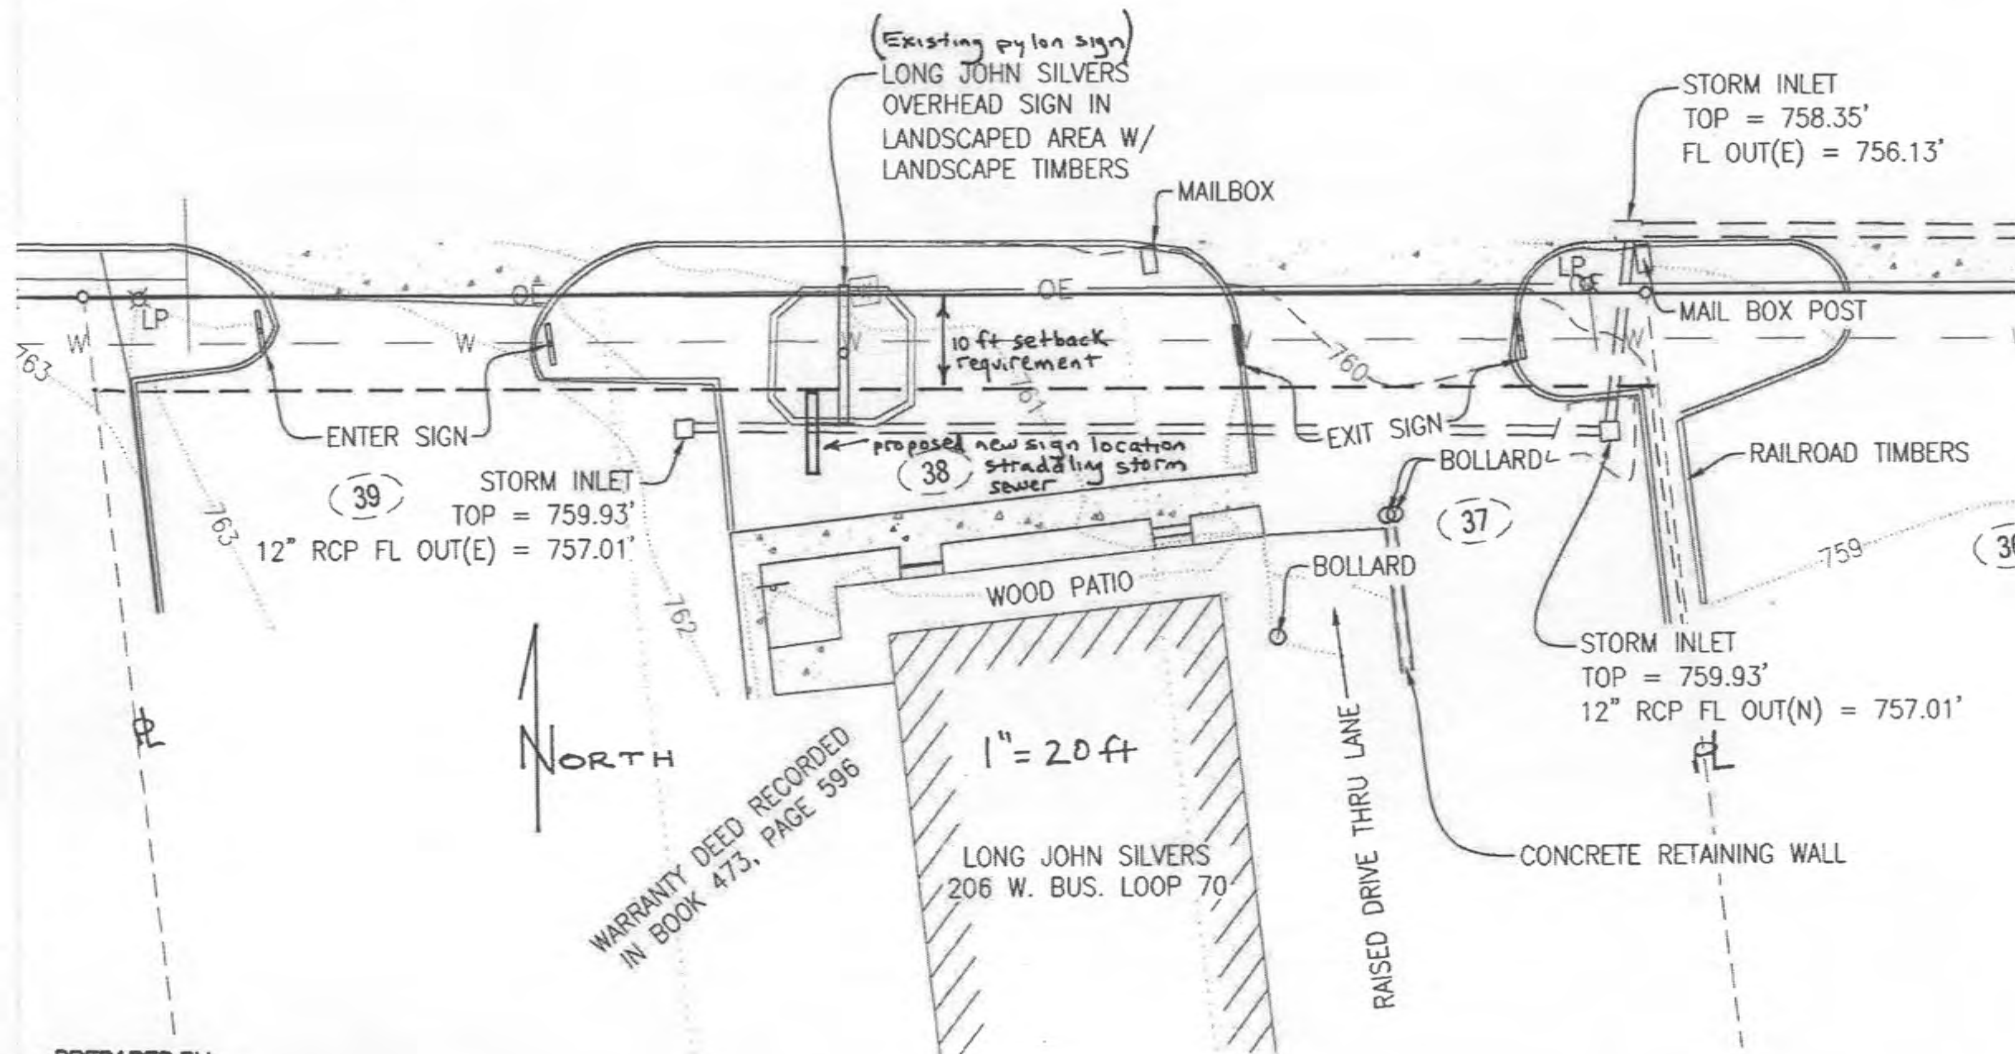 (Existing pylon sign)
LONG JOHN SILVERS
OVERHEAD SIGN IN
LANDSCAPED AREA W/
LANDSCAPE TIMBERS
STORM INLET
TOP = 758.35'
FL OUT(E) = 756.13'
MAILBOX
OE
OE
LP
LP
MAIL BOX POST
W
W
W
W
W
763
10 ft setback
requirement
760
761
ENTER SIGN
EXIT SIGN
proposed new sign location
straddling storm
sewer
38
BOLLARD
RAILROAD TIMBERS
39
STORM INLET
TOP = 759.93'
12" RCP FL OUT(E) = 757.01'
763
37
759
BOLLARD
WOOD PATIO
762
STORM INLET
TOP = 759.93'
12" RCP FL OUT(N) = 757.01'
PL
NORTH
1" = 20 ft
PL
WARRANTY DEED RECORDED
IN BOOK 473, PAGE 596
RAISED DRIVE THRU LANE
LONG JOHN SILVERS
206 W. BUS. LOOP 70
CONCRETE RETAINING WALL